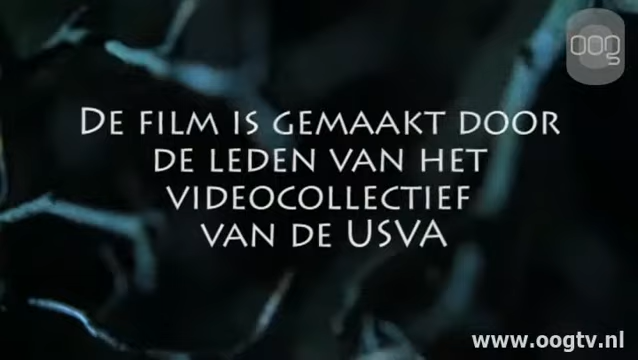 oog
DE FILM IS GEMAAKT DOOR
DE LEDEN VAN HET
VIDEOCOLLECTIEF
VAN DE USVA
www.oogtv.nl